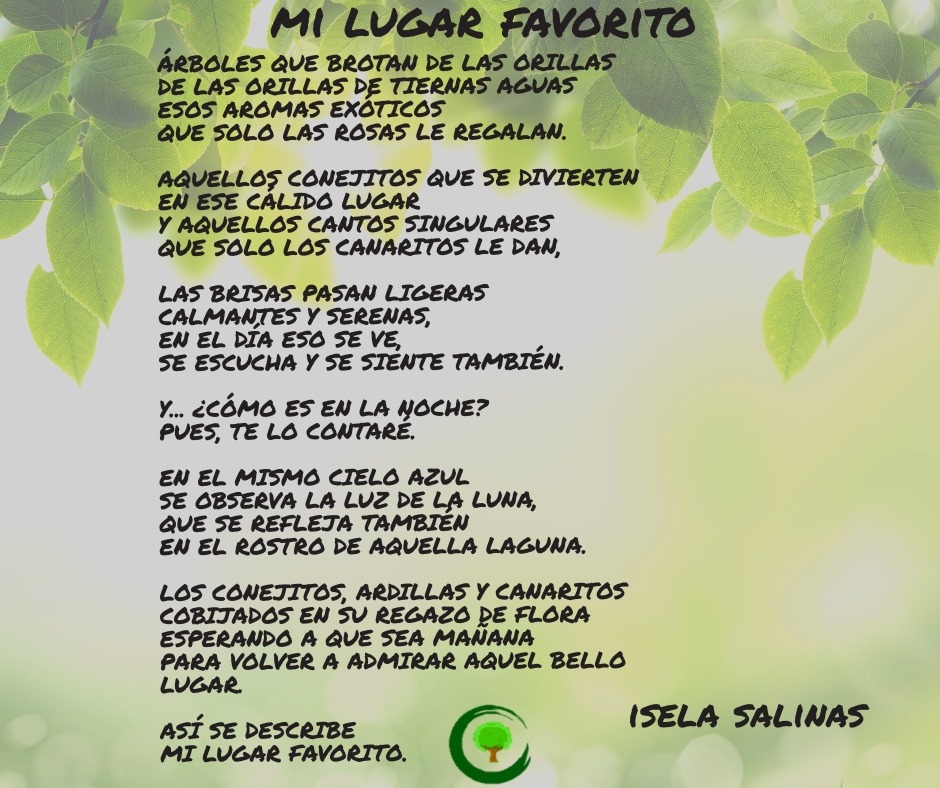 MI LUGAR FAVORITO
ÁRBOLES QUE BROTAN DE LAS ORILLAS
DE LAS ORILLAS DE TIERNAS AGUAS
ESOS AROMAS EXÓTICOS
QUE SOLO LAS ROSAS LE REGALAN.
AQUELLOS CONEJITOS QUE SE DIVIERTEN
EN ESE CÁLIDO LUGAR
Y AQUELLOS CANTOS SINGULARES
QUE SOLO LOS CANARITOS LE DAN,
LAS BRISAS PASAN LIGERAS
CALMANTES Y SERENAS,
EN EL DÍA ESO SE VE,
SE ESCUCHA Y SE SIENTE TAMBIÉN.
Y... ¿CÓMO ES EN LA NOCHE?
PUES, TE LO CONTARÉ.
EN EL MISMO CIELO AZUL
SE OBSERVA LA LUZ DE LA LUNA,
QUE SE REFLEJA TAMBIÉN
EN EL ROSTRO DE AQUELLA LAGUNA.
LOS CONEJITOS, ARDILLAS Y CANARITOS
COBIJADOS EN SU REGAZO DE FLORA
ESPERANDO A QUE SEA MAÑANA
PARA VOLVER A ADMIRAR AQUEL BELLO
LUGAR.
ASÍ SE DESCRIBE
MI LUGAR FAVORITO.
ISELA SALINAS